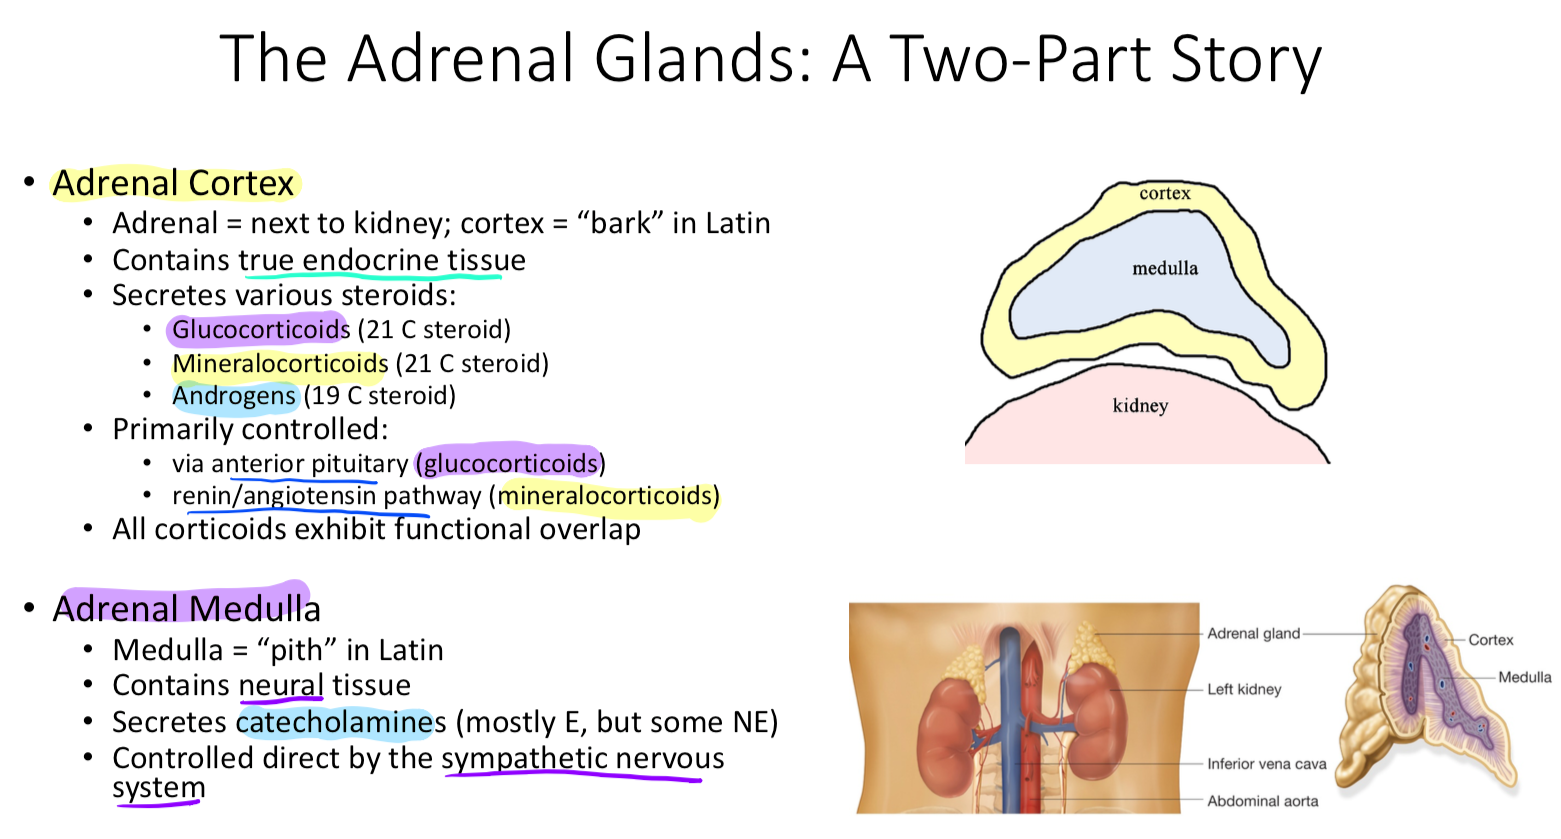 The Adrenal Glands: A Two-Part Story
• Adrenal Cortex
• Adrenal = next to kidney; cortex = “bark” in Latin
• Contains true endocrine tissue
• Secretes various steroids:
• Glucocorticoids (21 C steroid)
• Mineralocorticoids (21 C steroid)
• Androgens (19 C steroid)
• Primarily controlled:
• via anterior pituitary (glucocorticoids)
• renin/angiotensin pathway (mineralocorticoids)
• All corticoids exhibit functional overlap
• Adrenal Medulla
• Medulla = “pith” in Latin
• Contains neural tissue
• Secretes catecholamines (mostly E, but some NE)
• Controlled direct by the sympathetic nervous
system
cortex
medulla
kidney
Adrenal gland
Left kidney
Inferior vena cava
Abdominal aorta
Cortex
Medulla